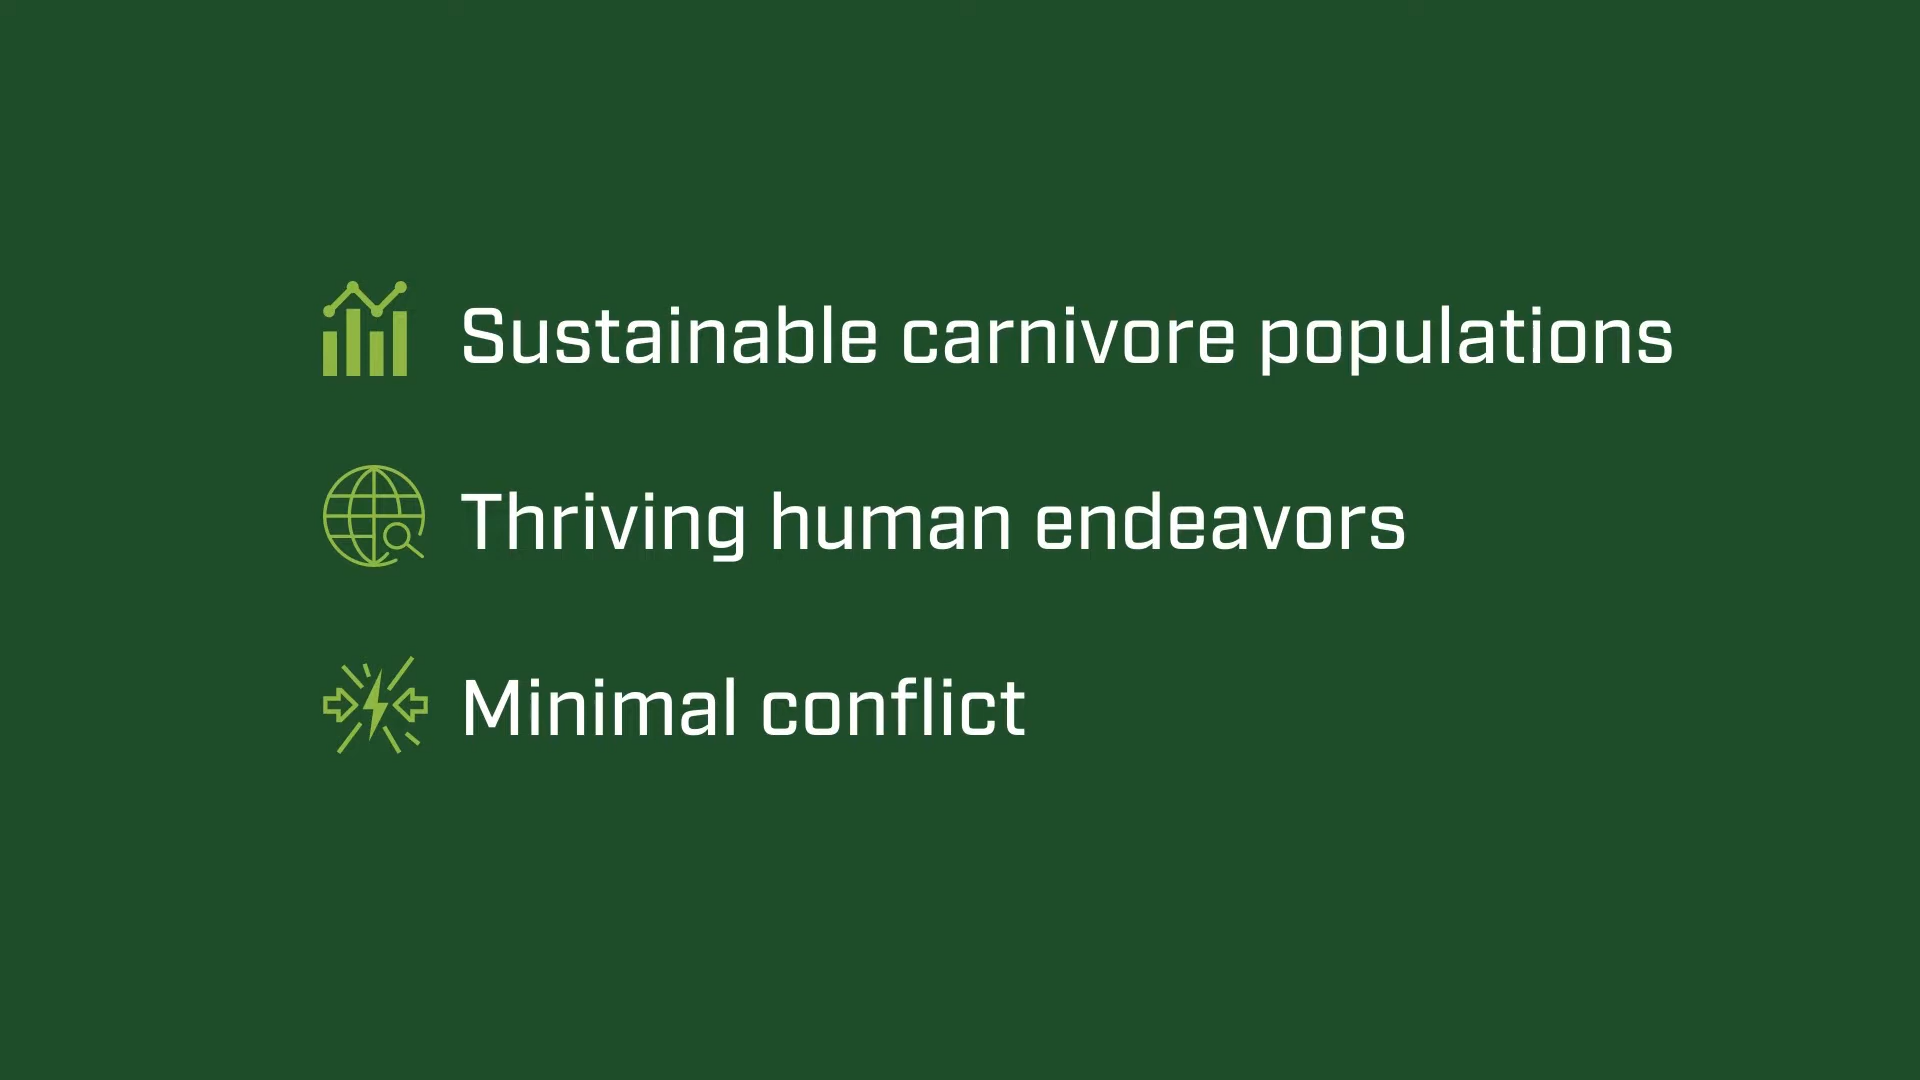 Sustainable carnivore populations
Thriving human endeavors
Minimal conflict